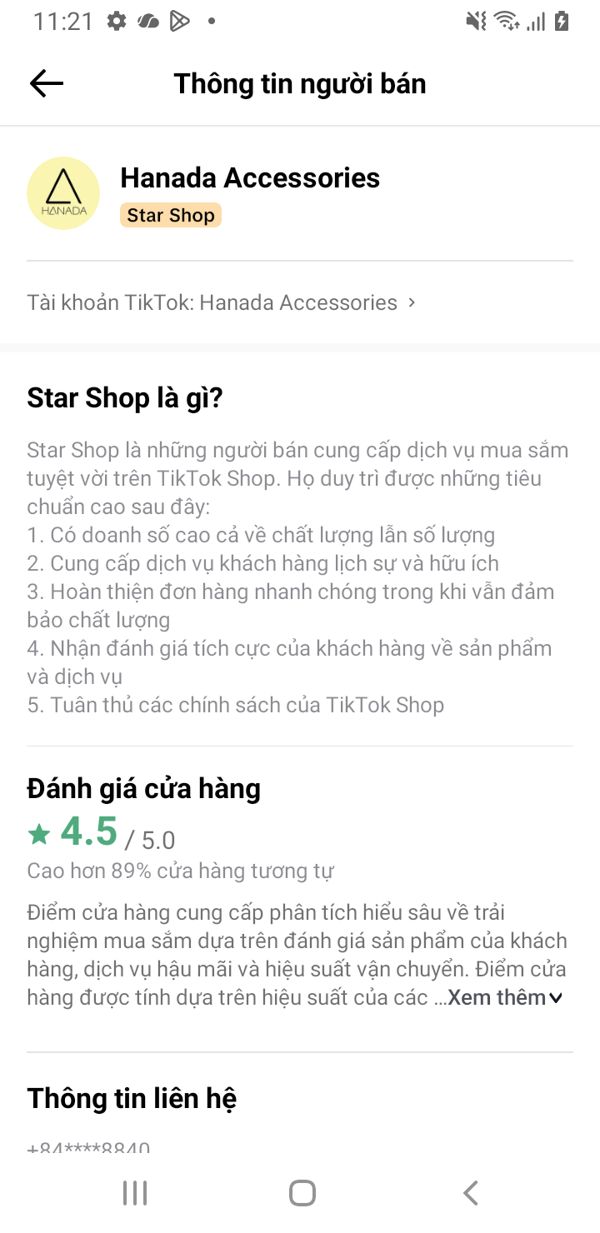 11:21
Thông tin người bán
HANADA
Hanada Accessories
Star Shop
Tài khoản TikTok: Hanada Accessories >
Star Shop là gì?
Star Shop là những người bán cung cấp dịch vụ mua sắm
tuyệt vời trên TikTok Shop. Họ duy trì được những tiêu
chuẩn cao sau đây:
1. Có doanh số cao cả về chất lượng lẫn số lượng
2. Cung cấp dịch vụ khách hàng lịch sự và hữu ích
3. Hoàn thiện đơn hàng nhanh chóng trong khi vẫn đảm
bảo chất lượng
4. Nhận đánh giá tích cực của khách hàng về sản phẩm
và dịch vụ
5. Tuân thủ các chính sách của TikTok Shop
Đánh giá cửa hàng
4.5 / 5.0
Cao hơn 89% cửa hàng tương tự
Điểm cửa hàng cung cấp phân tích hiểu sâu về trải
nghiệm mua sắm dựa trên đánh giá sản phẩm của khách
hàng, dịch vụ hậu mãi và hiệu suất vận chuyển. Điểm cửa
hàng được tính dựa trên hiệu suất của các ...Xem thêm
Thông tin liên hệ
+84****8840